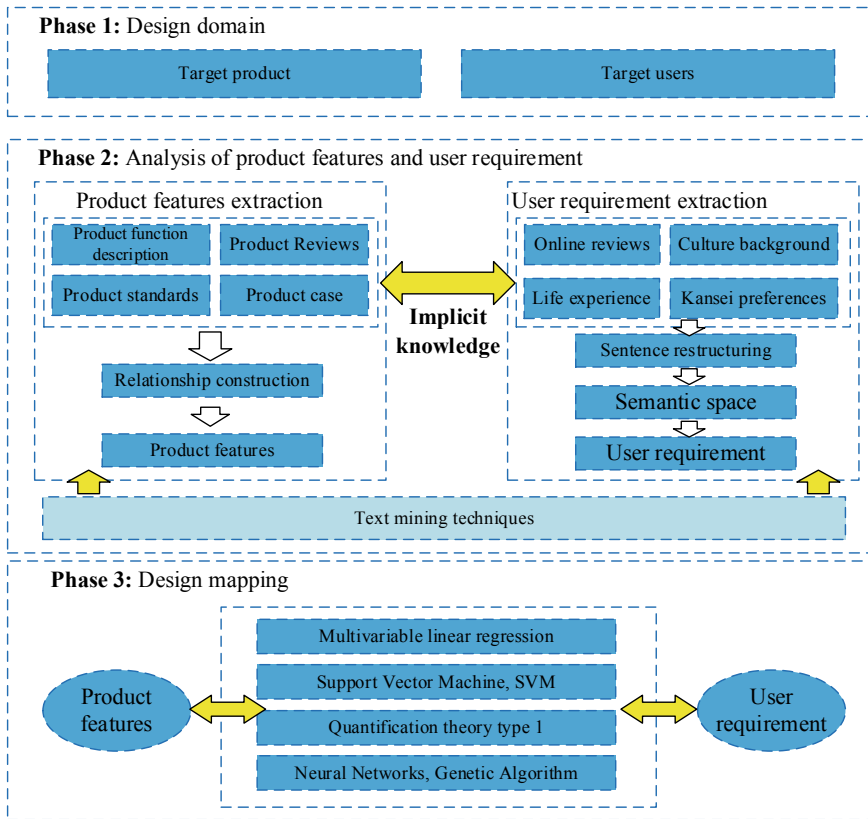 Phase 1: Design domain
Target product
Target users
Phase 2: Analysis of product features and user requirement
Product features extraction
Product function
description
Product Reviews
Product standards
Product case
Relationship construction
Product features
Implicit
knowledge
User requirement extraction
Online reviews
Culture background
Life experience
Kansei preferences
Sentence restructuring
Semantic space
User requirement
Text mining techniques
Phase 3: Design mapping
Product
features
Multivariable linear regression
Support Vector Machine, SVM
Quantification theory type 1
Neural Networks, Genetic Algorithm
User
requirement